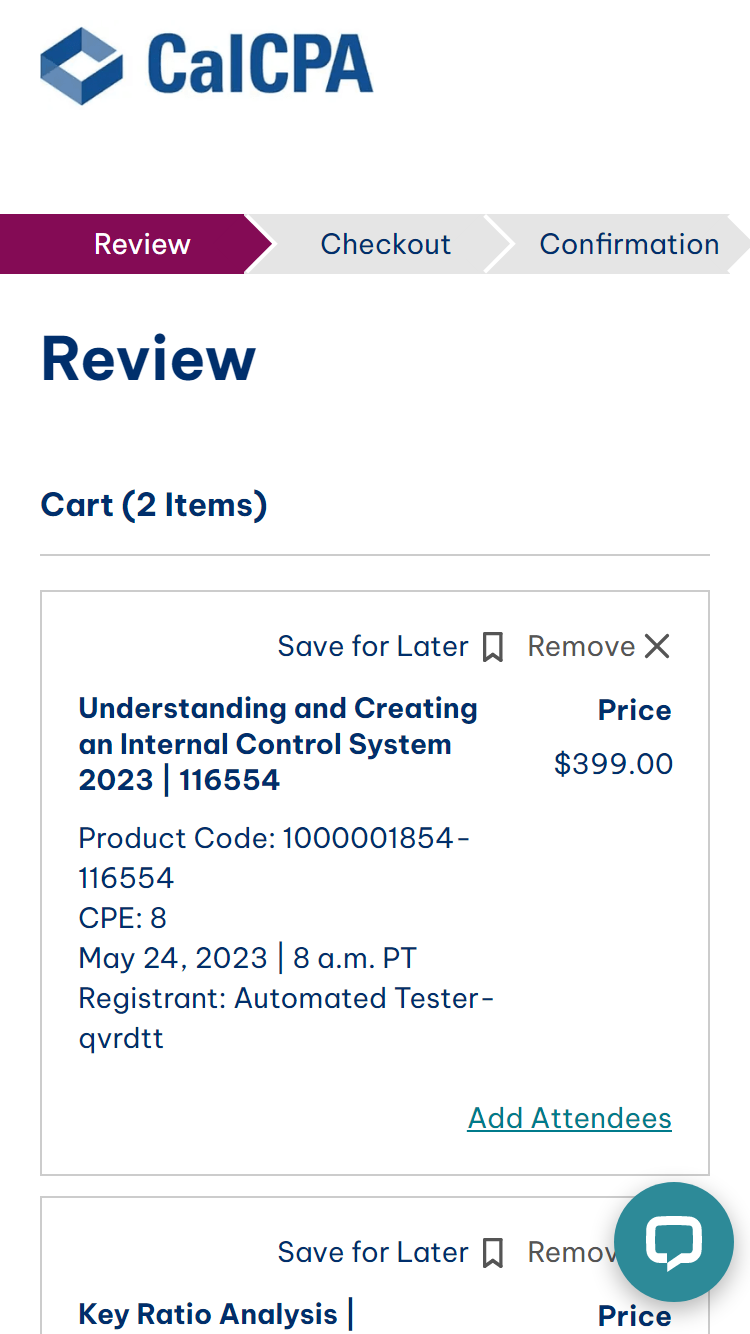 CalCPA
Review
Checkout
Confirmation
Review
Cart (2 Items)
Save for Later
Remove
Understanding and Creating
an Internal Control System
2023 | 116554
Price
$399.00
Product Code: 1000001854-
116554
CPE: 8
May 24, 2023 | 8 a.m. PT
Registrant: Automated Tester-
qvrdtt
Add Attendees
Save for Later
Key Ratio Analysis |
Price